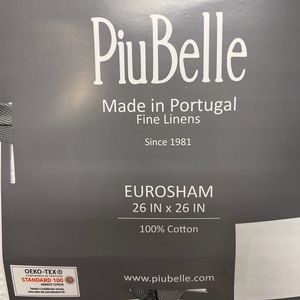 PiuBelle
Made in Portugal
Fine Linens
Since 1981
EUROSHAM
26 IN x 26 IN
100% Cotton
OEKO-TEX®
STANDARD 100
www.piubelle.com